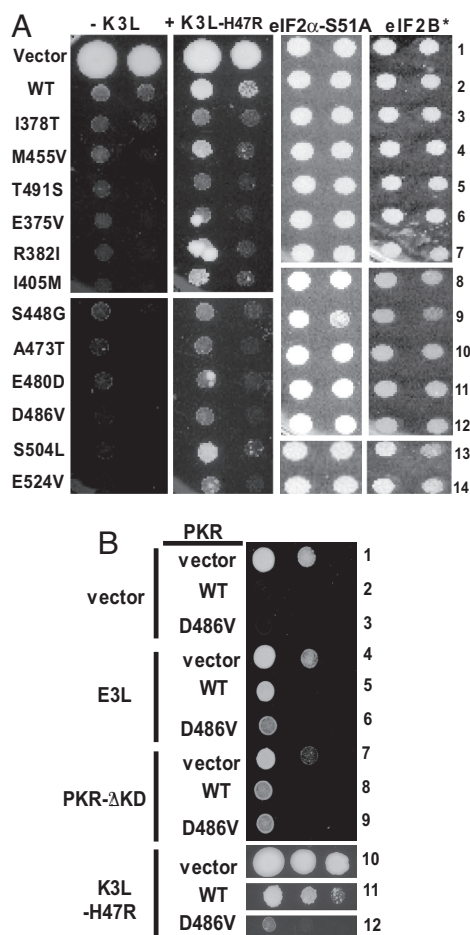 A
- K3L + K3L-H47R eIF2α-S51A eIF2B*
Vector 1
WT 2
I378T 3
M455V 4
T491S 5
E375V 6
R382I 7
I405M 8
S448G 9
A473T 10
E480D 11
D486V 12
S504L 13
E524V 14
B
PKR
vector
vector 1
WT 2
D486V 3
E3L
vector 4
WT 5
D486V 6
PKR-ΔKD
vector 7
WT 8
D486V 9
K3L
-H47R
vector 10
WT 11
D486V 12